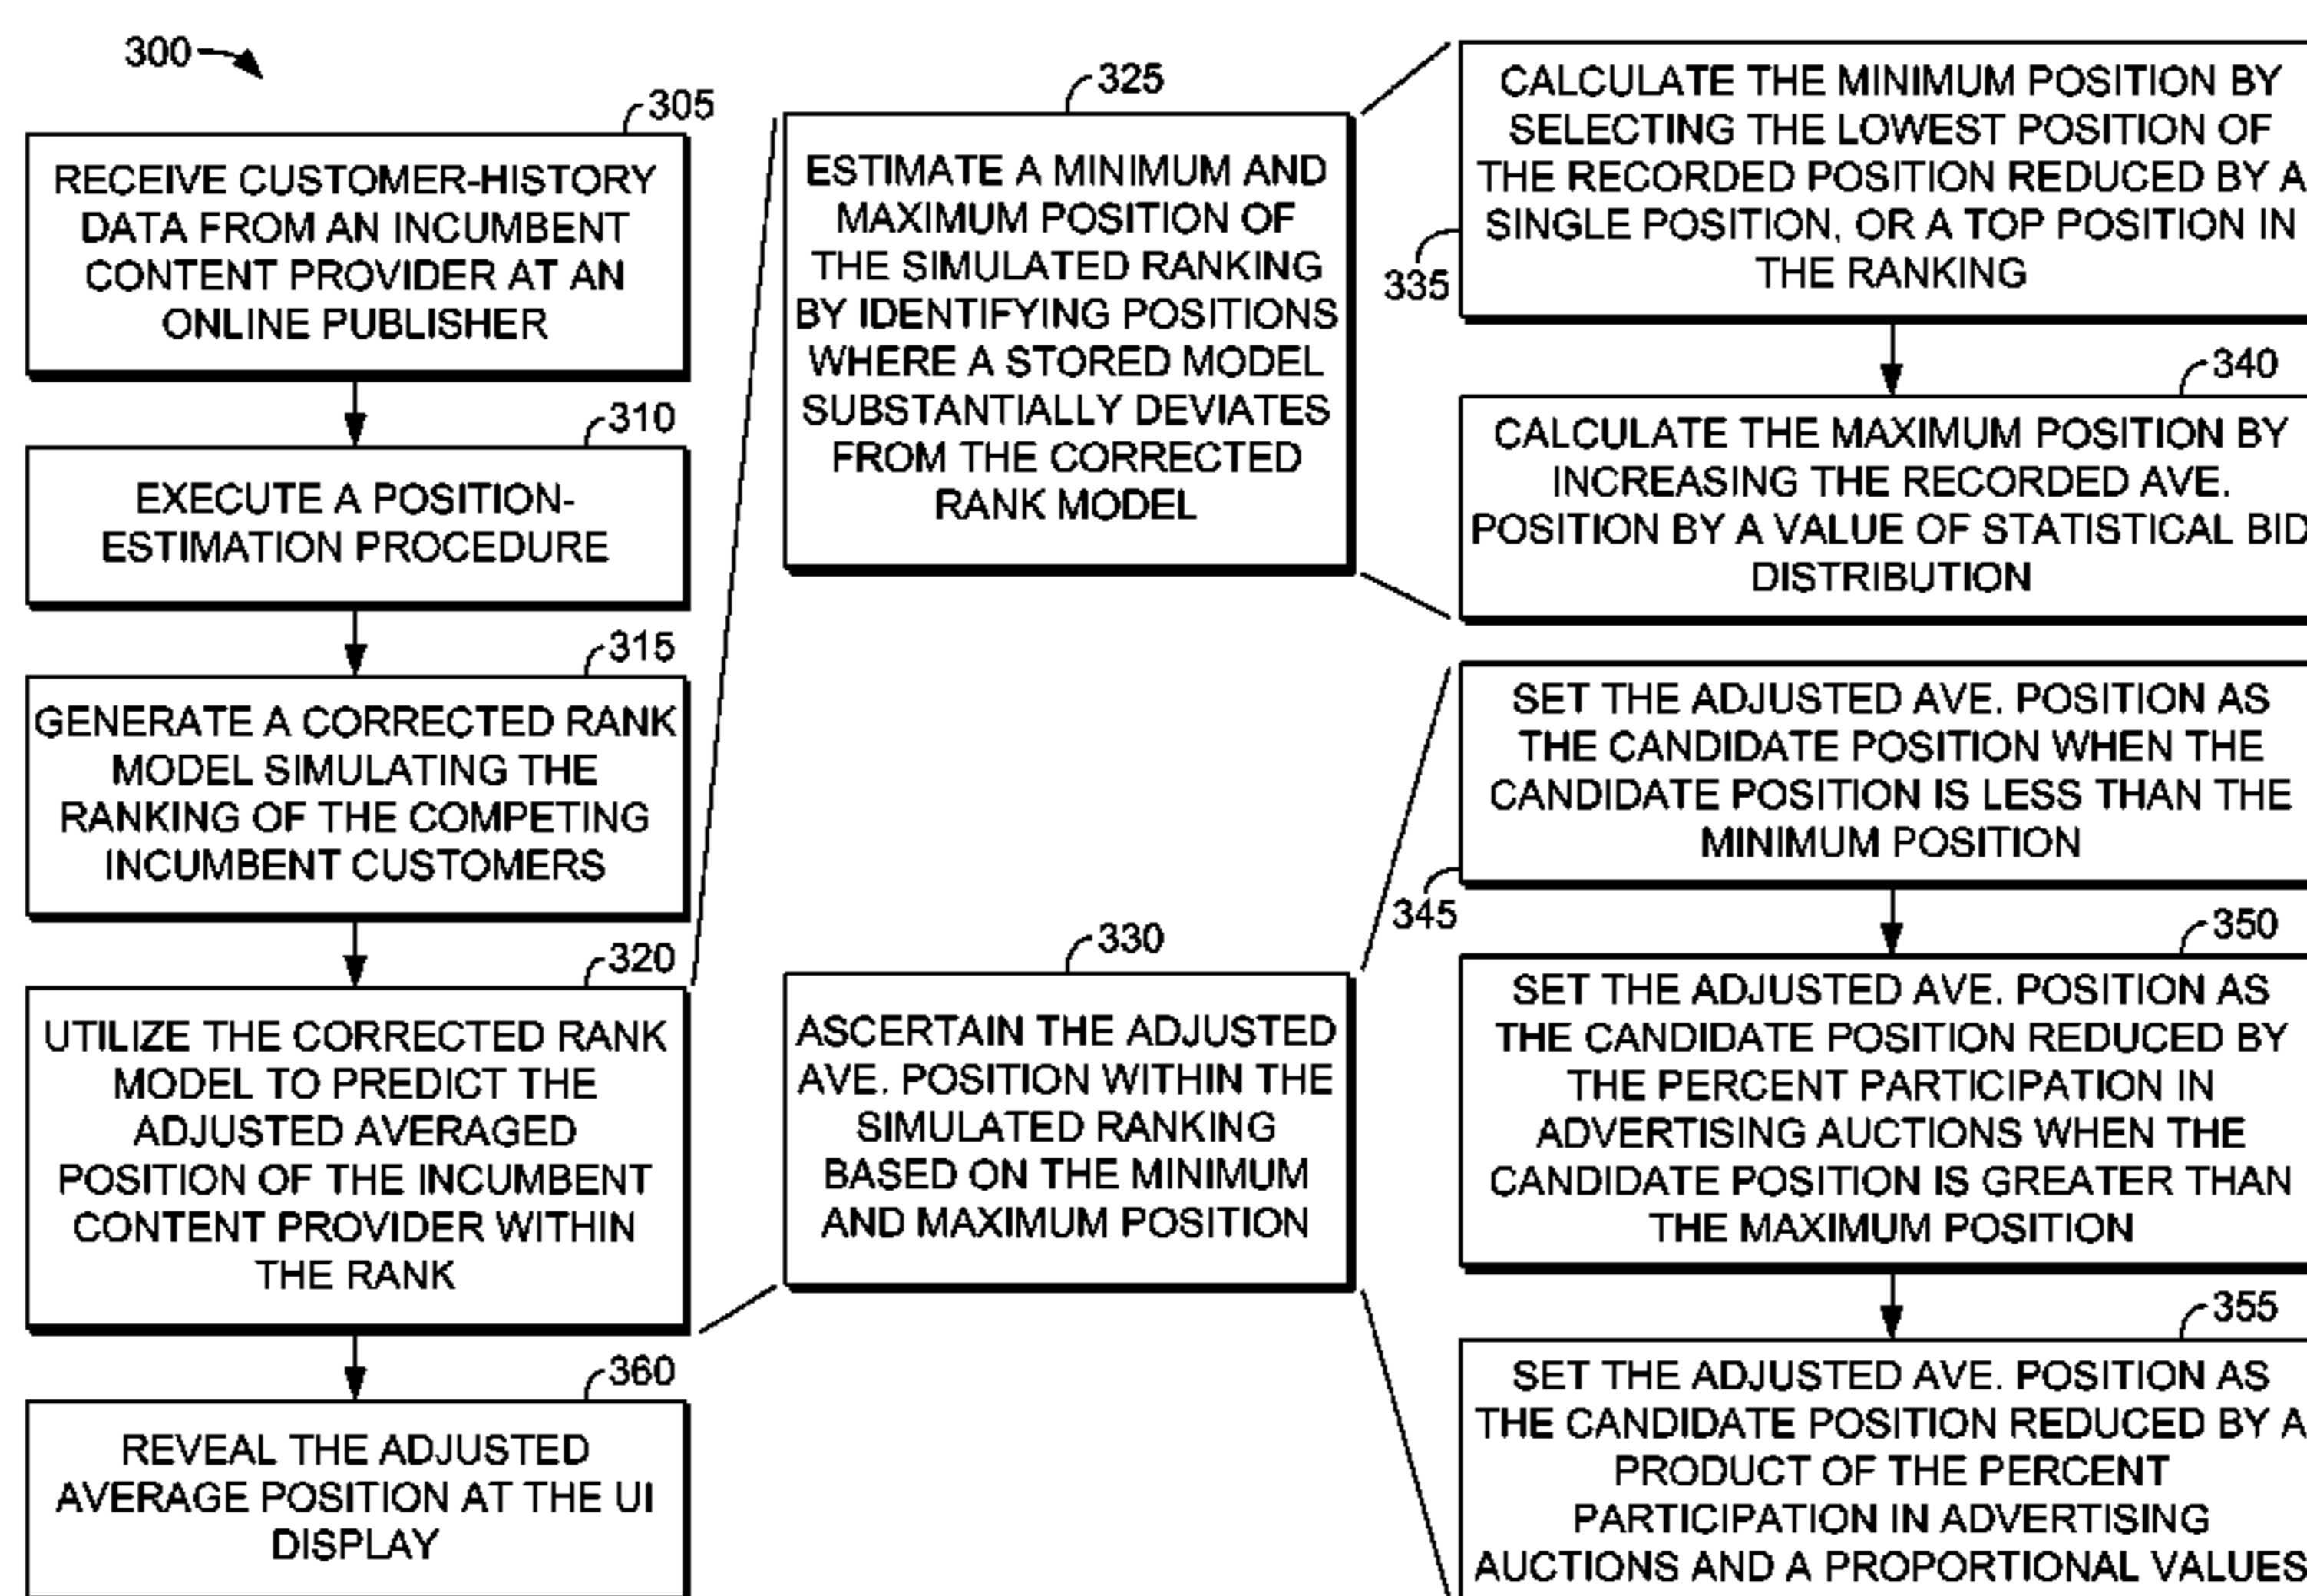 300
305
RECEIVE CUSTOMER-HISTORY
DATA FROM AN INCUMBENT
CONTENT PROVIDER AT AN
ONLINE PUBLISHER
310
EXECUTE A POSITION-
ESTIMATION PROCEDURE
315
GENERATE A CORRECTED RANK
MODEL SIMULATING THE
RANKING OF THE COMPETING
INCUMBENT CUSTOMERS
320
UTILIZE THE CORRECTED RANK
MODEL TO PREDICT THE
ADJUSTED AVERAGED
POSITION OF THE INCUMBENT
CONTENT PROVIDER WITHIN
THE RANK
360
REVEAL THE ADJUSTED
AVERAGE POSITION AT THE UI
DISPLAY
325
ESTIMATE A MINIMUM AND
MAXIMUM POSITION OF
THE SIMULATED RANKING
BY IDENTIFYING POSITIONS
WHERE A STORED MODEL
SUBSTANTIALLY DEVIATES
FROM THE CORRECTED
RANK MODEL
330
ASCERTAIN THE ADJUSTED
AVE. POSITION WITHIN THE
SIMULATED RANKING
BASED ON THE MINIMUM
AND MAXIMUM POSITION
335
CALCULATE THE MINIMUM POSITION BY
SELECTING THE LOWEST POSITION OF
THE RECORDED POSITION REDUCED BY A
SINGLE POSITION, OR A TOP POSITION IN
THE RANKING
340
CALCULATE THE MAXIMUM POSITION BY
INCREASING THE RECORDED AVE.
POSITION BY A VALUE OF STATISTICAL BID
DISTRIBUTION
345
SET THE ADJUSTED AVE. POSITION AS
THE CANDIDATE POSITION WHEN THE
CANDIDATE POSITION IS LESS THAN THE
MINIMUM POSITION
350
SET THE ADJUSTED AVE. POSITION AS
THE CANDIDATE POSITION REDUCED BY
THE PERCENT PARTICIPATION IN
ADVERTISING AUCTIONS WHEN THE
CANDIDATE POSITION IS GREATER THAN
THE MAXIMUM POSITION
355
SET THE ADJUSTED AVE. POSITION AS
THE CANDIDATE POSITION REDUCED BY A
PRODUCT OF THE PERCENT
PARTICIPATION IN ADVERTISING
AUCTIONS AND A PROPORTIONAL VALUES